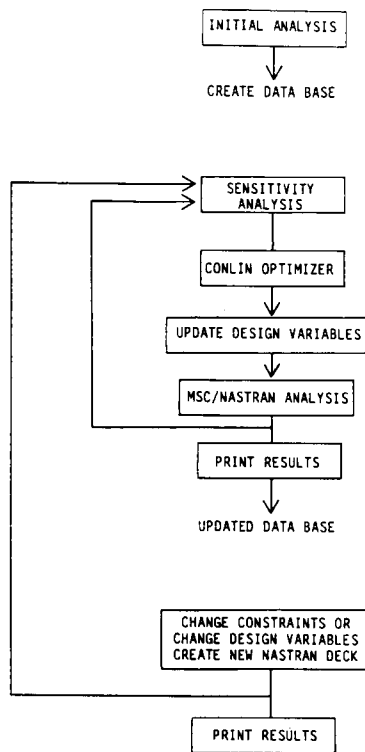 INITIAL ANALYSIS
CREATE DATA BASE
SENSITIVITY
ANALYSIS
CONLIN OPTIMIZER
UPDATE DESIGN VARIABLES
MSC/NASTRAN ANALYSIS
PRINT RESULTS
UPDATED DATA BASE
CHANGE CONSTRAINTS OR
CHANGE DESIGN VARIABLES
CREATE NEW NASTRAN DECK
PRINT RESULTS